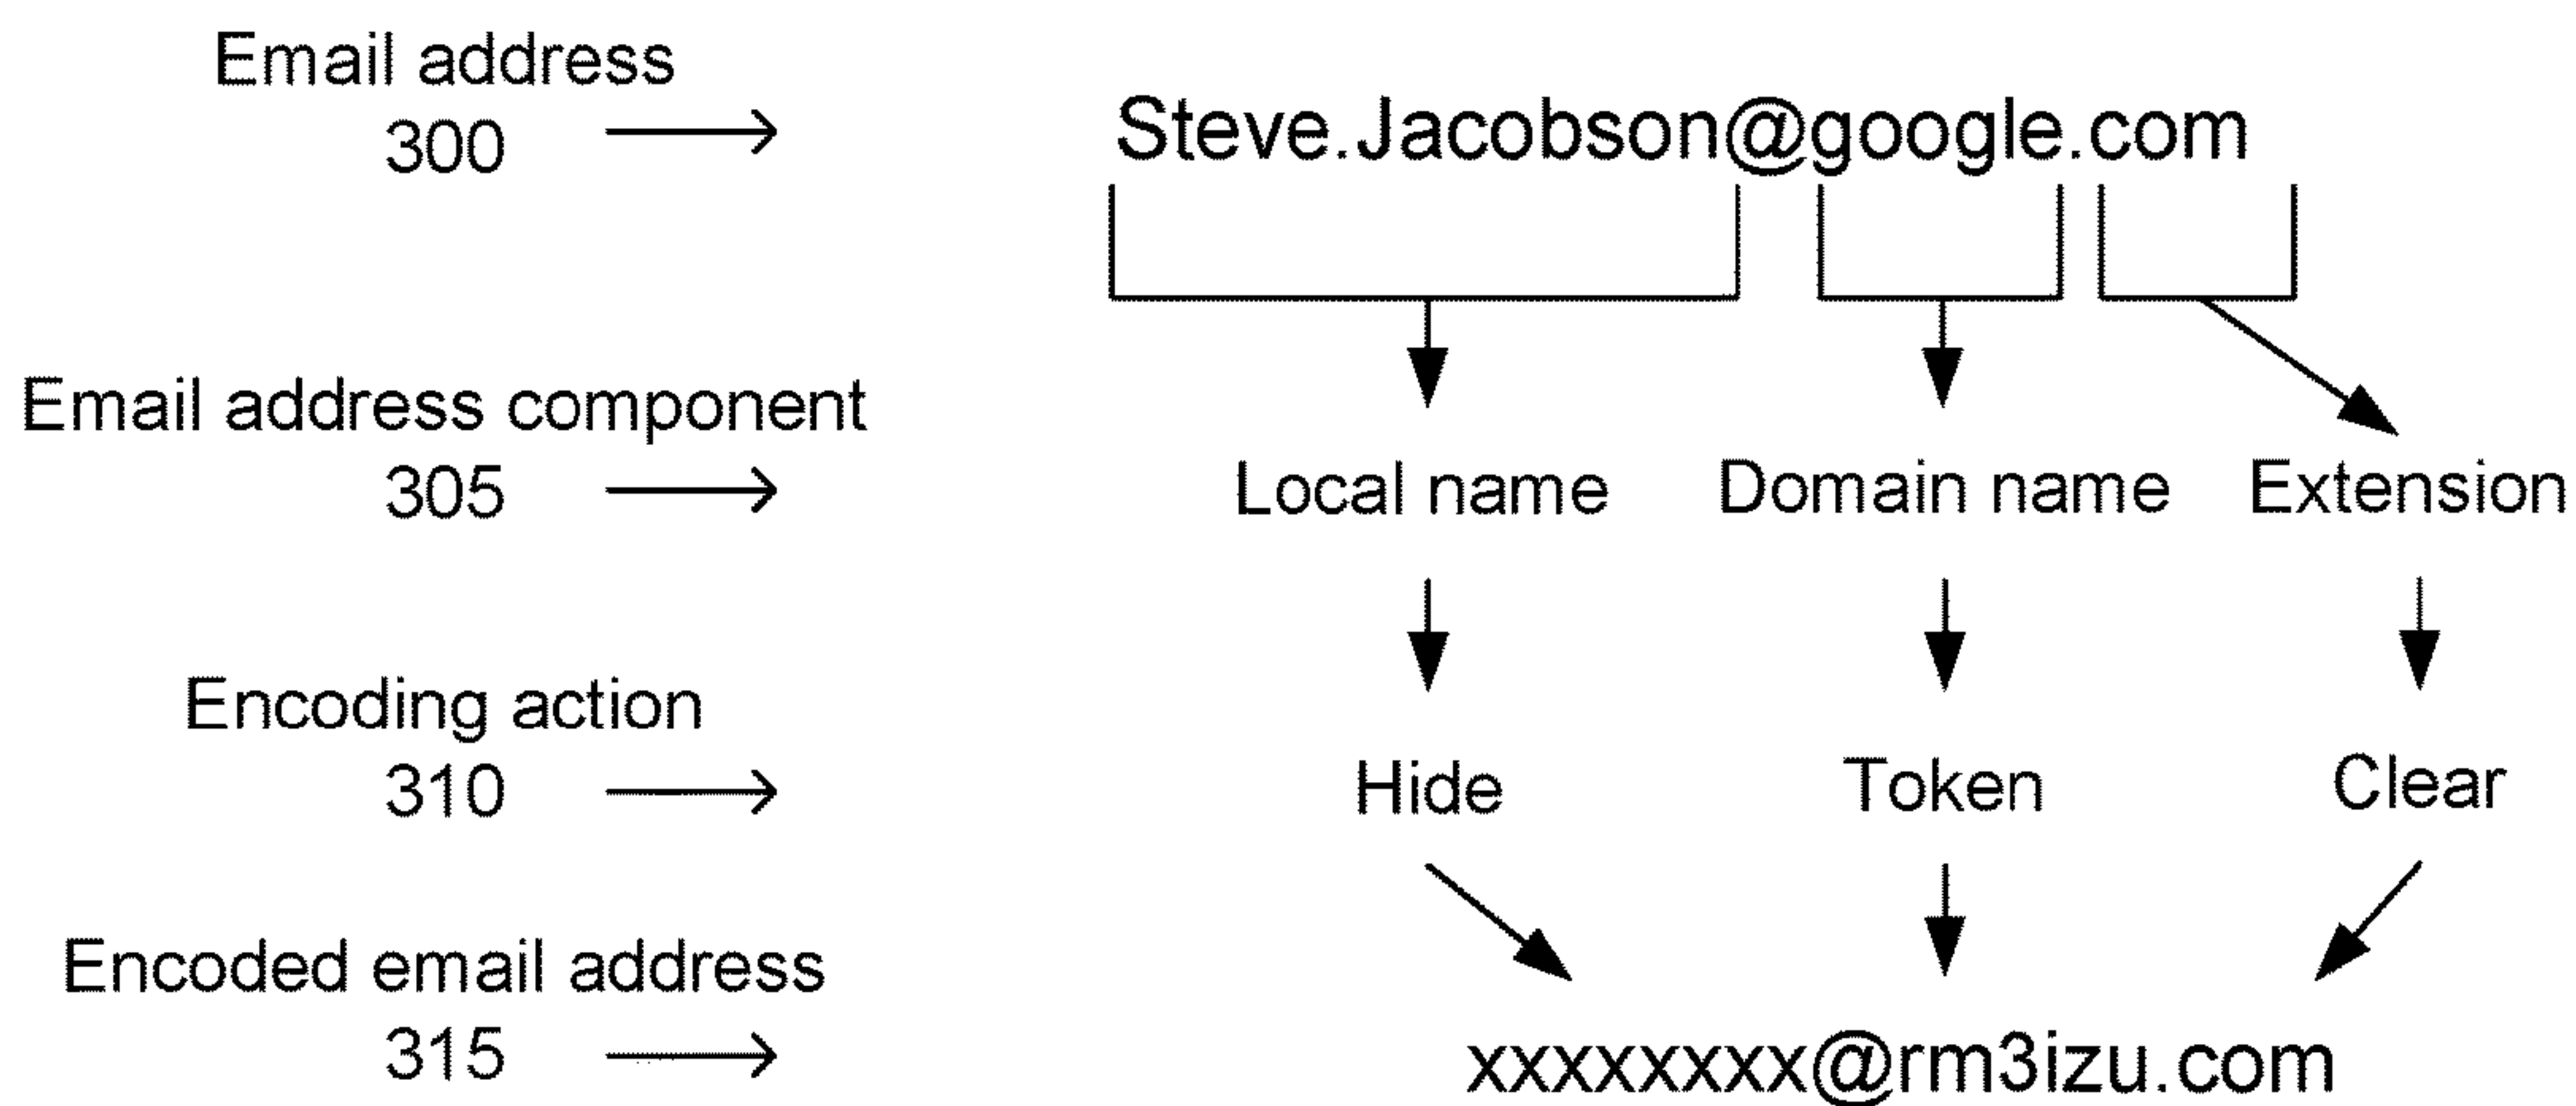 Email address
300
Steve.Jacobson@google.com
Email address component
305
Local name Domain name Extension
Encoding action
310
Hide Token Clear
Encoded email address
315
xxxxxxxx@rm3izu.com